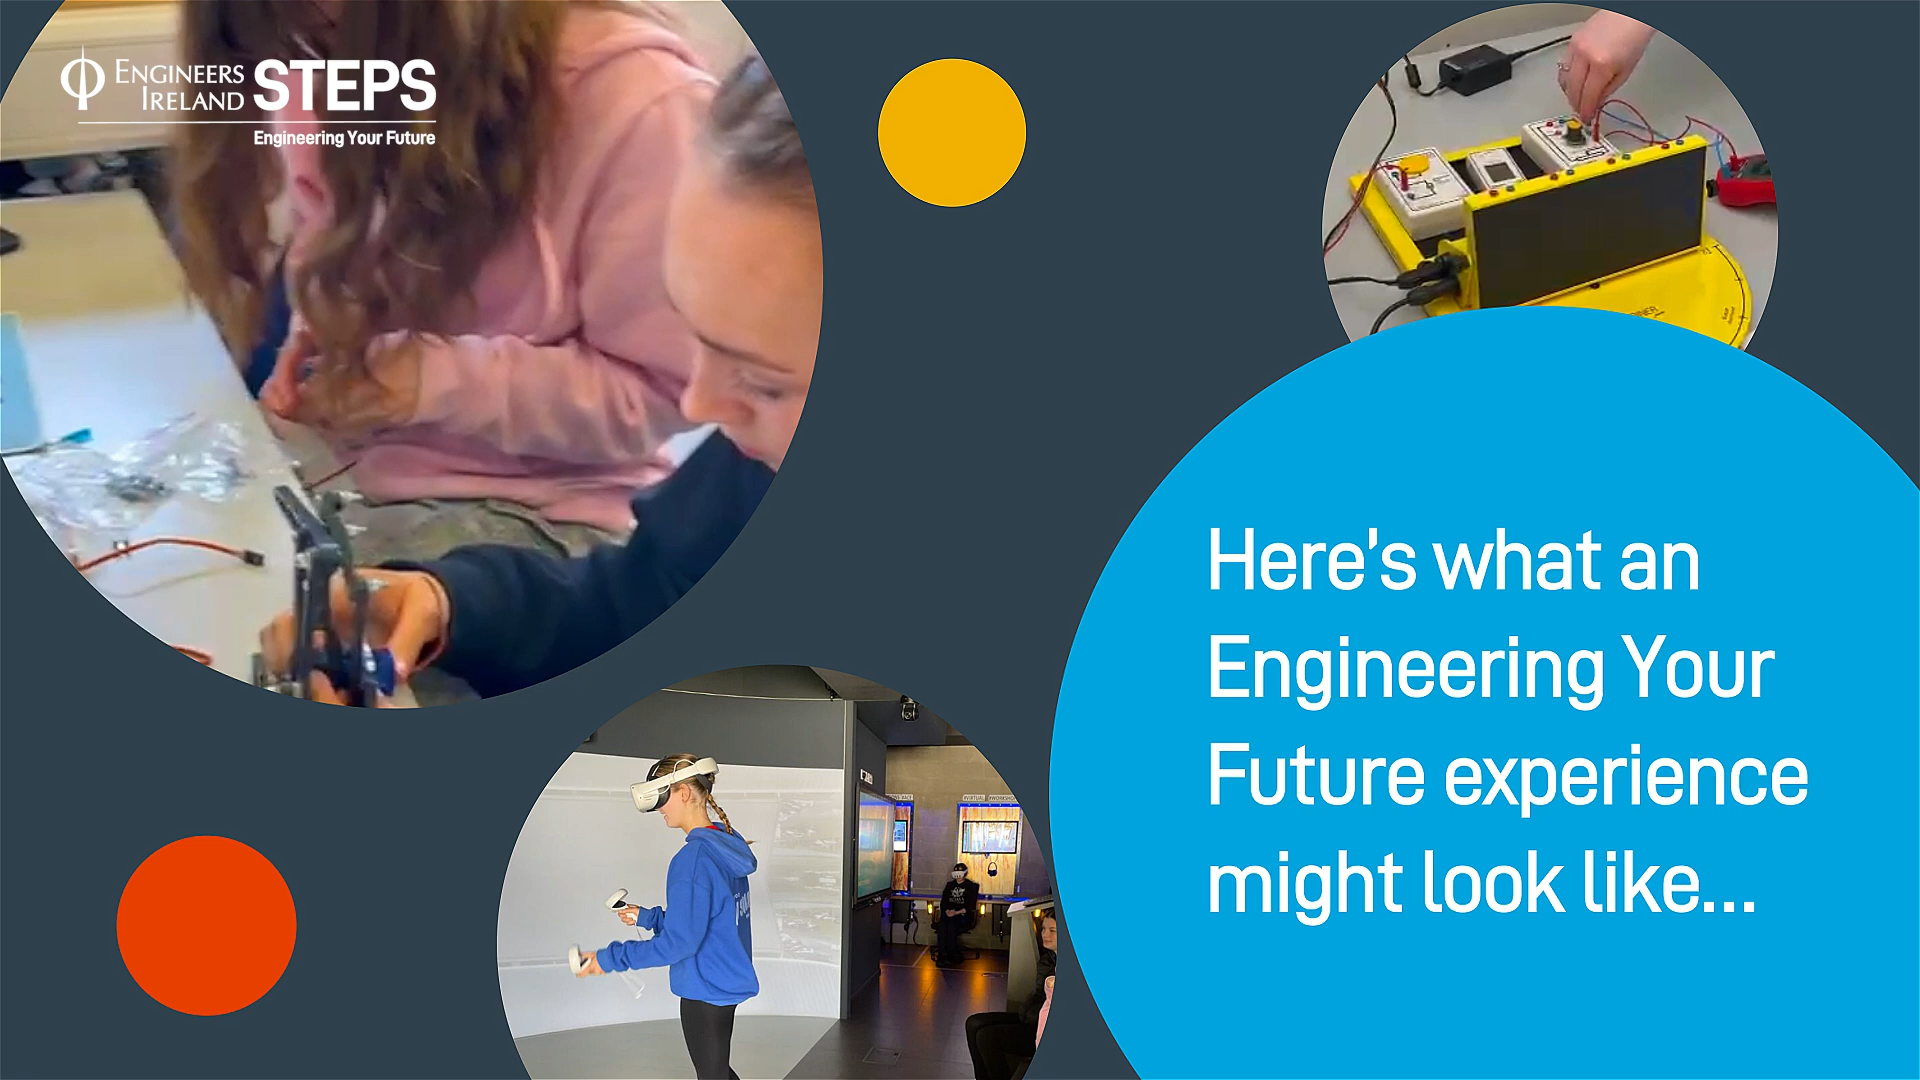 ENGINEERS
IRELAND
STEPS
Engineering Your Future
Here's what an
Engineering Your
Future experience
might look like...